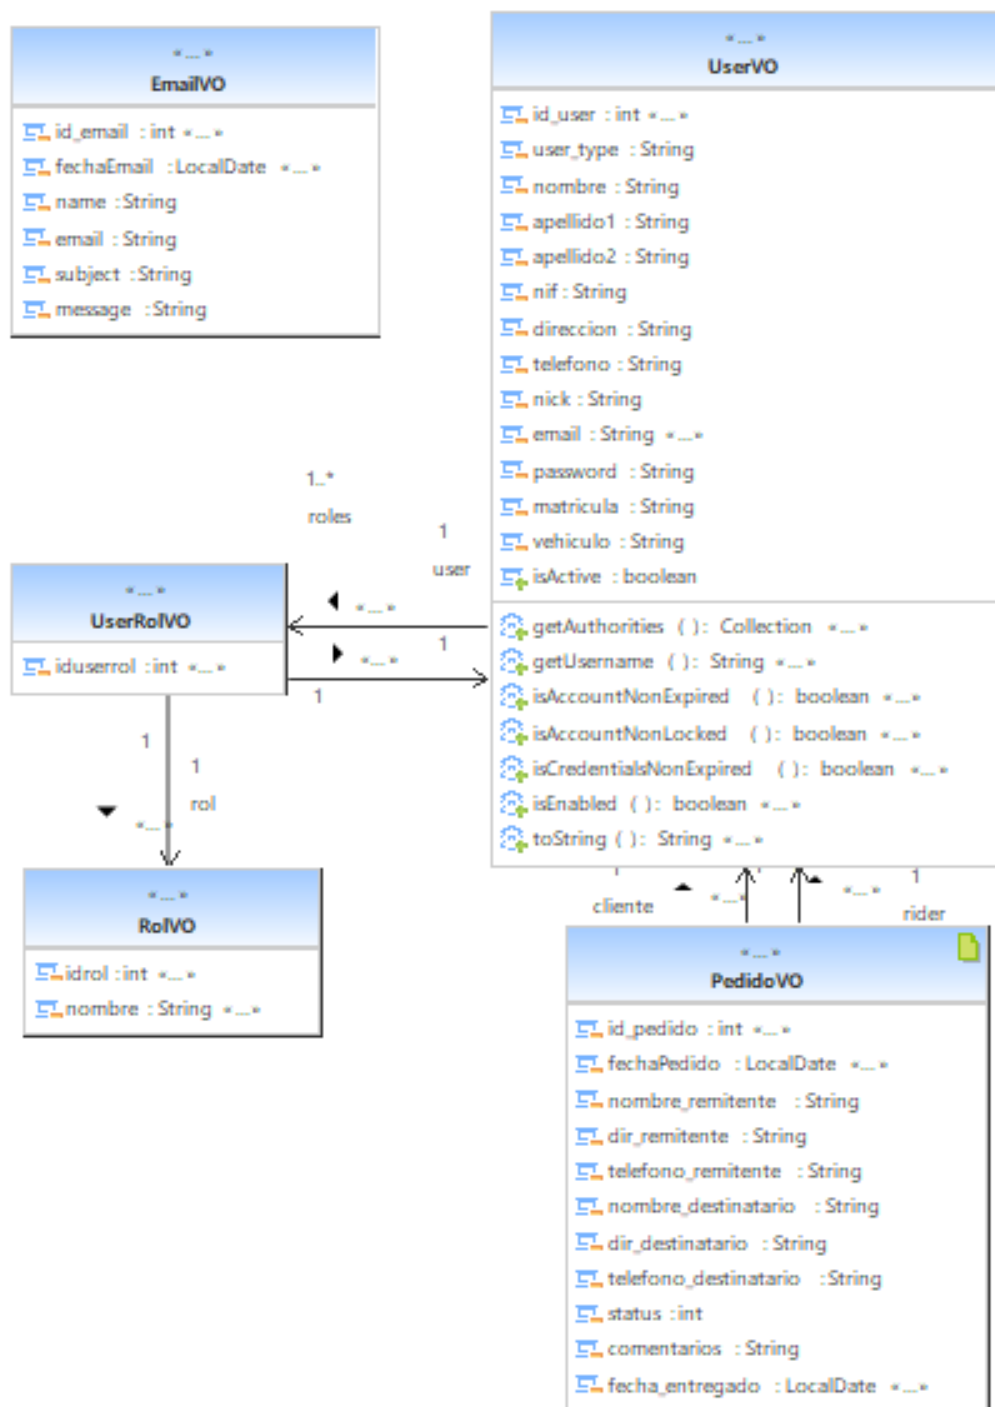 «...»
EmailVO
id_email : int «...»
fechaEmail : LocalDate «...»
name : String
email : String
subject : String
message : String
«...»
UserVO
id_user : int «...»
user_type : String
nombre : String
apellido1 : String
apellido2 : String
nif : String
direccion : String
telefono : String
nick : String
email : String «...»
password : String
matricula : String
vehiculo : String
isActive : boolean
getAuthorities ( ): Collection «...»
getUsername ( ): String «...»
isAccountNonExpired ( ): boolean «...»
isAccountNonLocked ( ): boolean «...»
isCredentialsNonExpired ( ): boolean «...»
isEnabled ( ): boolean «...»
toString ( ): String «...»
1..*
roles
1
user
«...»
1
«...»
1
«...»
UserRolVO
iduserrol : int «...»
1
1
rol
«...»
«...»
RolVO
idrol : int «...»
nombre : String «...»
cliente
«...»
«...»
1
rider
«...»
PedidoVO
id_pedido : int «...»
fechaPedido : LocalDate «...»
nombre_remitente : String
dir_remitente : String
telefono_remitente : String
nombre_destinatario : String
dir_destinatario : String
telefono_destinatario : String
status : int
comentarios : String
fecha_entregado : LocalDate «...»